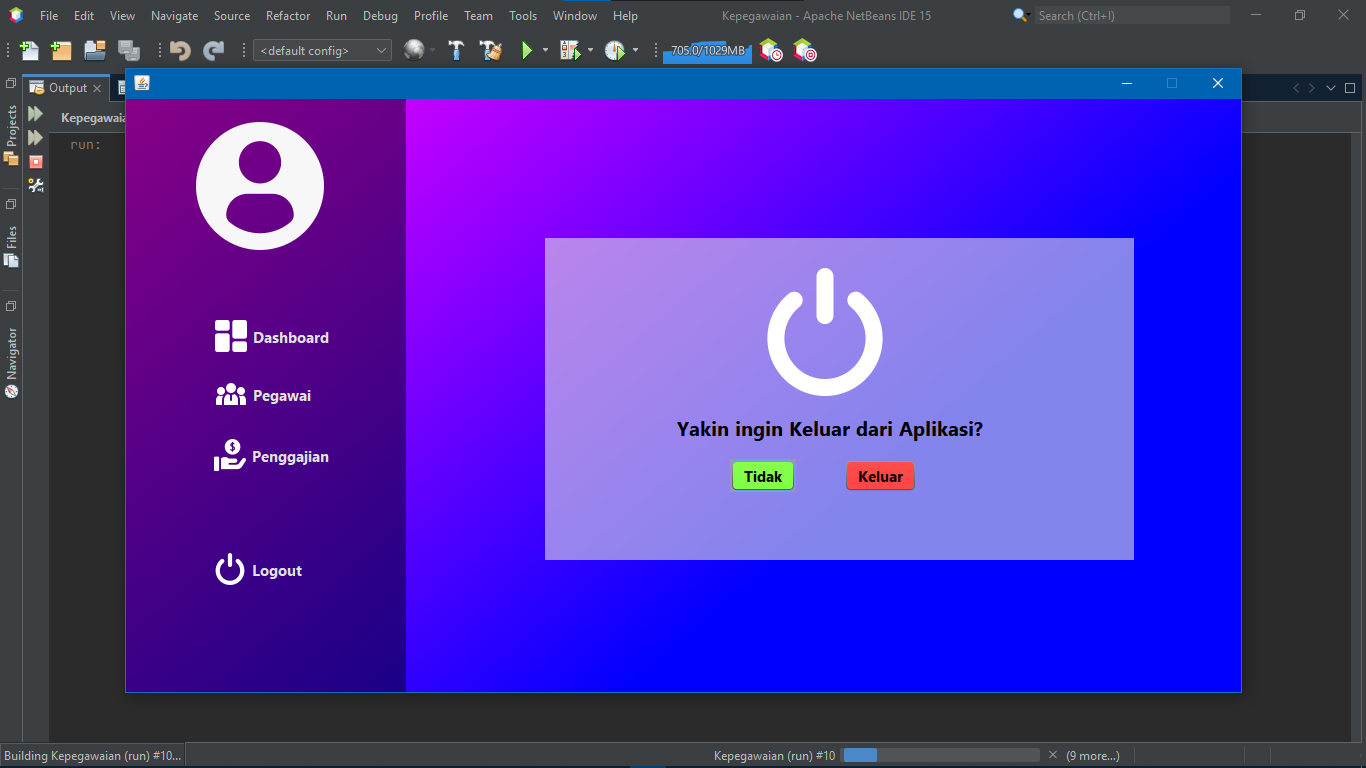 File Edit View Navigate Source Refactor Run Debug Profile Team Tools Window Help Kepegawaian - Apache NetBeans IDE 15 Search (Ctrl+I)
<default config> 705.0/1029MB
Output
Projects
Files
Navigator
run:
Dashboard
Pegawai
$
Penggajian
Logout
Yakin ingin Keluar dari Aplikasi?
Tidak Keluar
Building Kepegawaian (run) #10... Kepegawaian (run) #10 (9 more...)